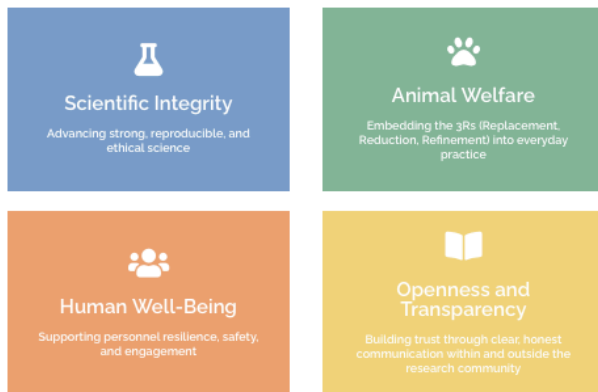 Scientific Integrity
Advancing strong, reproducible, and
ethical science
Animal Welfare
Embedding the 3Rs (Replacement,
Reduction, Refinement) into everyday
practice
Human Well-Being
Supporting personnel resilience, safety,
and engagement
Openness and
Transparency
Building trust through clear, honest
communication within and outside the
research community